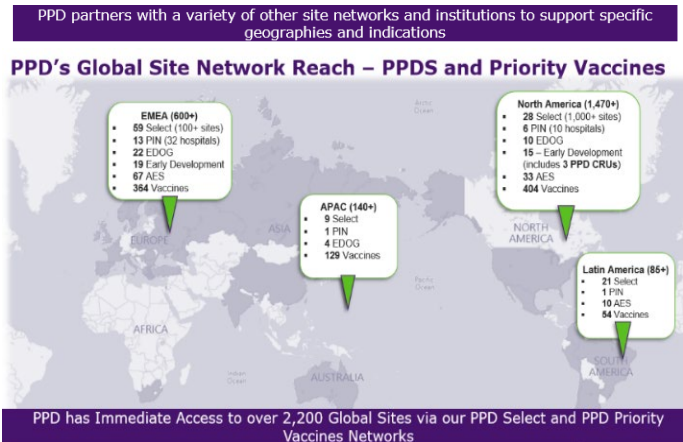 PPD partners with a variety of other site networks and institutions to support specific
geographies and indications
PPD's Global Site Network Reach – PPDS and Priority Vaccines
EMEA (600+)
▪ 59 Select (100+ sites)
▪ 13 PIN (32 hospitals)
▪ 22 EDOG
▪ 19 Early Development
▪ 67 AES
▪ 364 Vaccines
North America (1,470+)
▪ 28 Select (1,000+ sites)
▪ 6 PIN (10 hospitals)
▪ 10 EDOG
▪ 15 – Early Development
(includes 3 PPD CRUs)
▪ 33 AES
▪ 404 Vaccines
APAC (140+)
▪ 9 Select
▪ 1 PIN
▪ 4 EDOG
▪ 129 Vaccines
Latin America (85+)
▪ 21 Select
▪ 1 PIN
▪ 10 AES
▪ 54 Vaccines
Arctic
Ocean
EUROPE
ASIA
NORTH
AMERICA
Pacific
Ocean
AFRICA
Indian
Ocean
AUSTRALIA
SOUTH
AMERICA
PPD has Immediate Access to over 2,200 Global Sites via our PPD Select and PPD Priority
Vaccines Networks